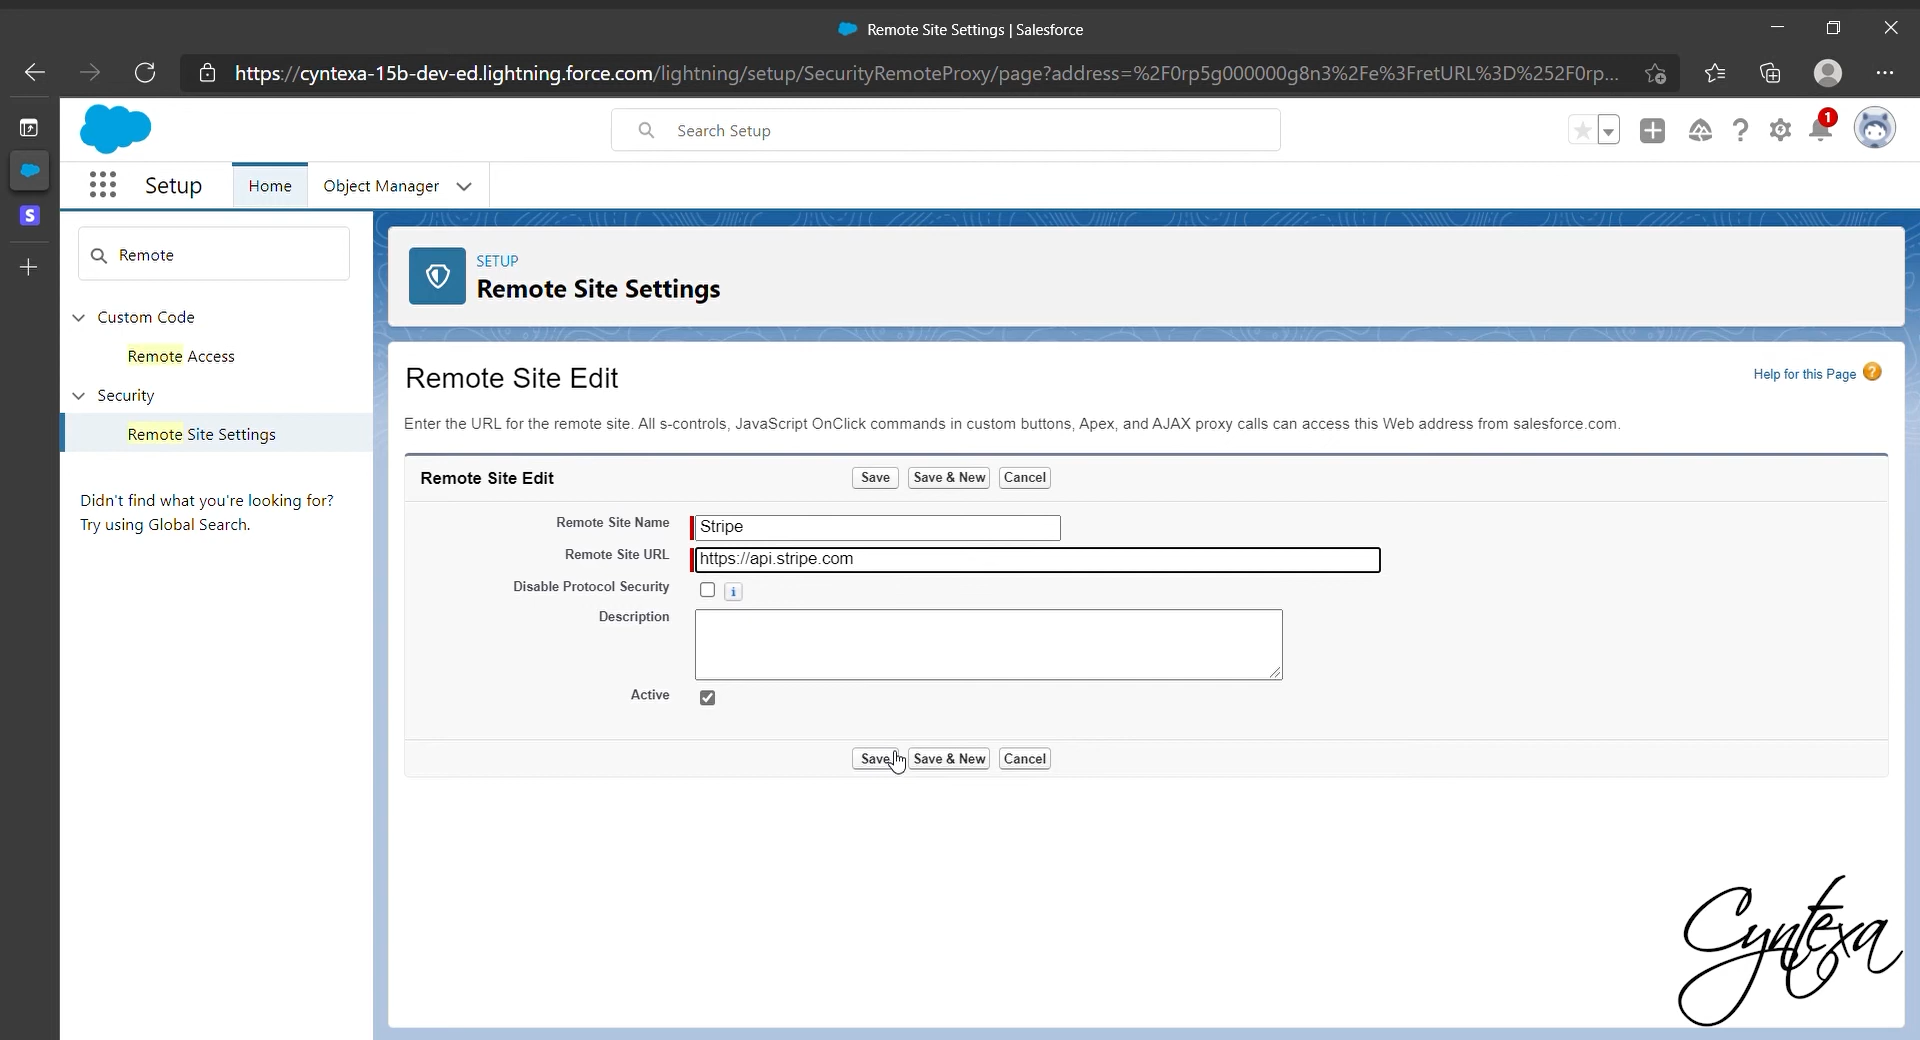 Remote Site Settings | Salesforce
https://cyntexa-15b-dev-ed.lightning.force.com/lightning/setup/SecurityRemoteProxy/page?address=%2F0rp5g000000g8n3%2Fe%3FretURL%3D%252F0rp...
Search Setup
1
Setup
Home
Object Manager
S
Remote
Custom Code
Remote Access
Security
Remote Site Settings
Didn't find what you're looking for?
Try using Global Search.
SETUP
Remote Site Settings
Remote Site Edit
Help for this Page ?
Enter the URL for the remote site. All s-controls, JavaScript OnClick commands in custom buttons, Apex, and AJAX proxy calls can access this Web address from salesforce.com.
Remote Site Edit
Save Save & New Cancel
Remote Site Name Stripe
Remote Site URL https://api.stripe.com
Disable Protocol Security i
Description
Active
Save Save & New Cancel
Cyntexa